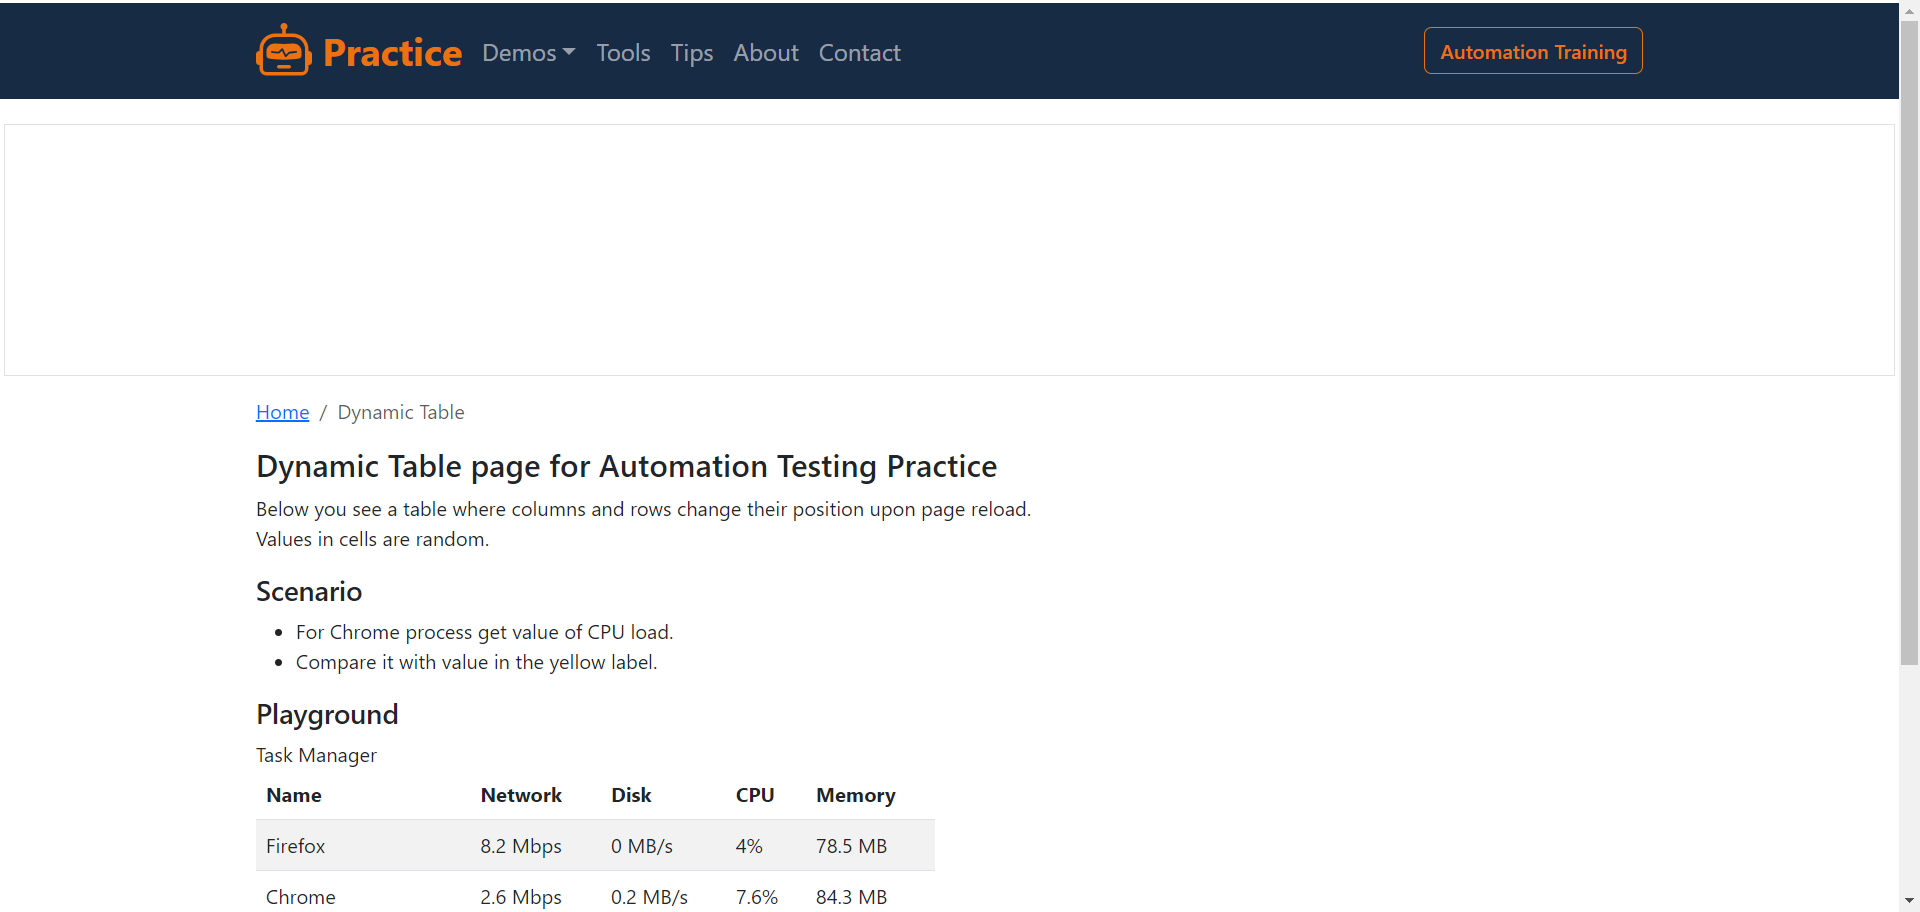 Practice Demos Tools Tips About Contact Automation Training
Home / Dynamic Table
Dynamic Table page for Automation Testing Practice
Below you see a table where columns and rows change their position upon page reload.
Values in cells are random.
Scenario
• For Chrome process get value of CPU load.
• Compare it with value in the yellow label.
Playground
Task Manager
Name Network Disk CPU Memory
Firefox 8.2 Mbps 0 MB/s 4% 78.5 MB
Chrome 2.6 Mbps 0.2 MB/s 7.6% 84.3 MB